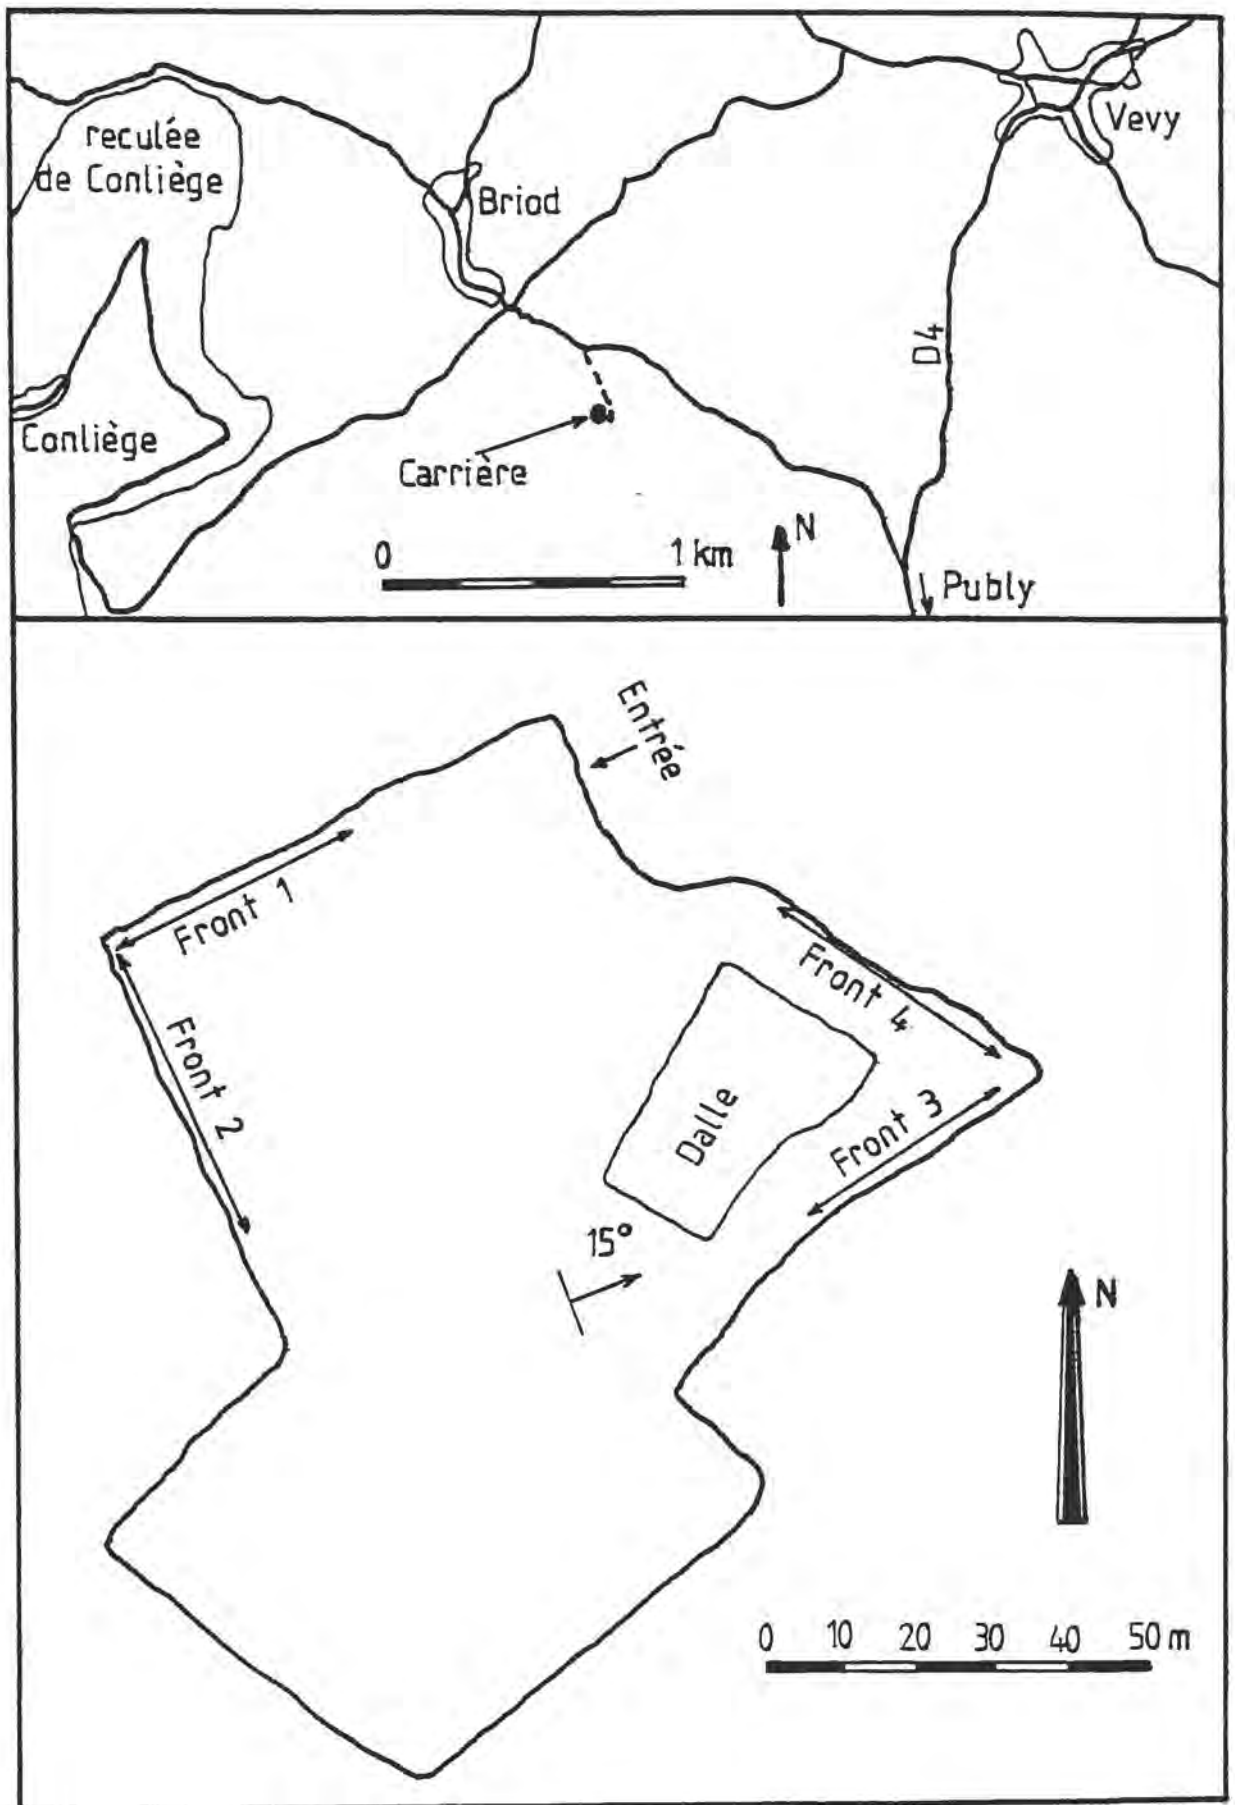 reculée
de Conliège
Briod
Vevy
D4
Conliège
Carrière
0 1 km
N
Publy
Entrée
Front 1
Front 2
Front 4
Front 3
Dalle
15°
N
0 10 20 30 40 50 m